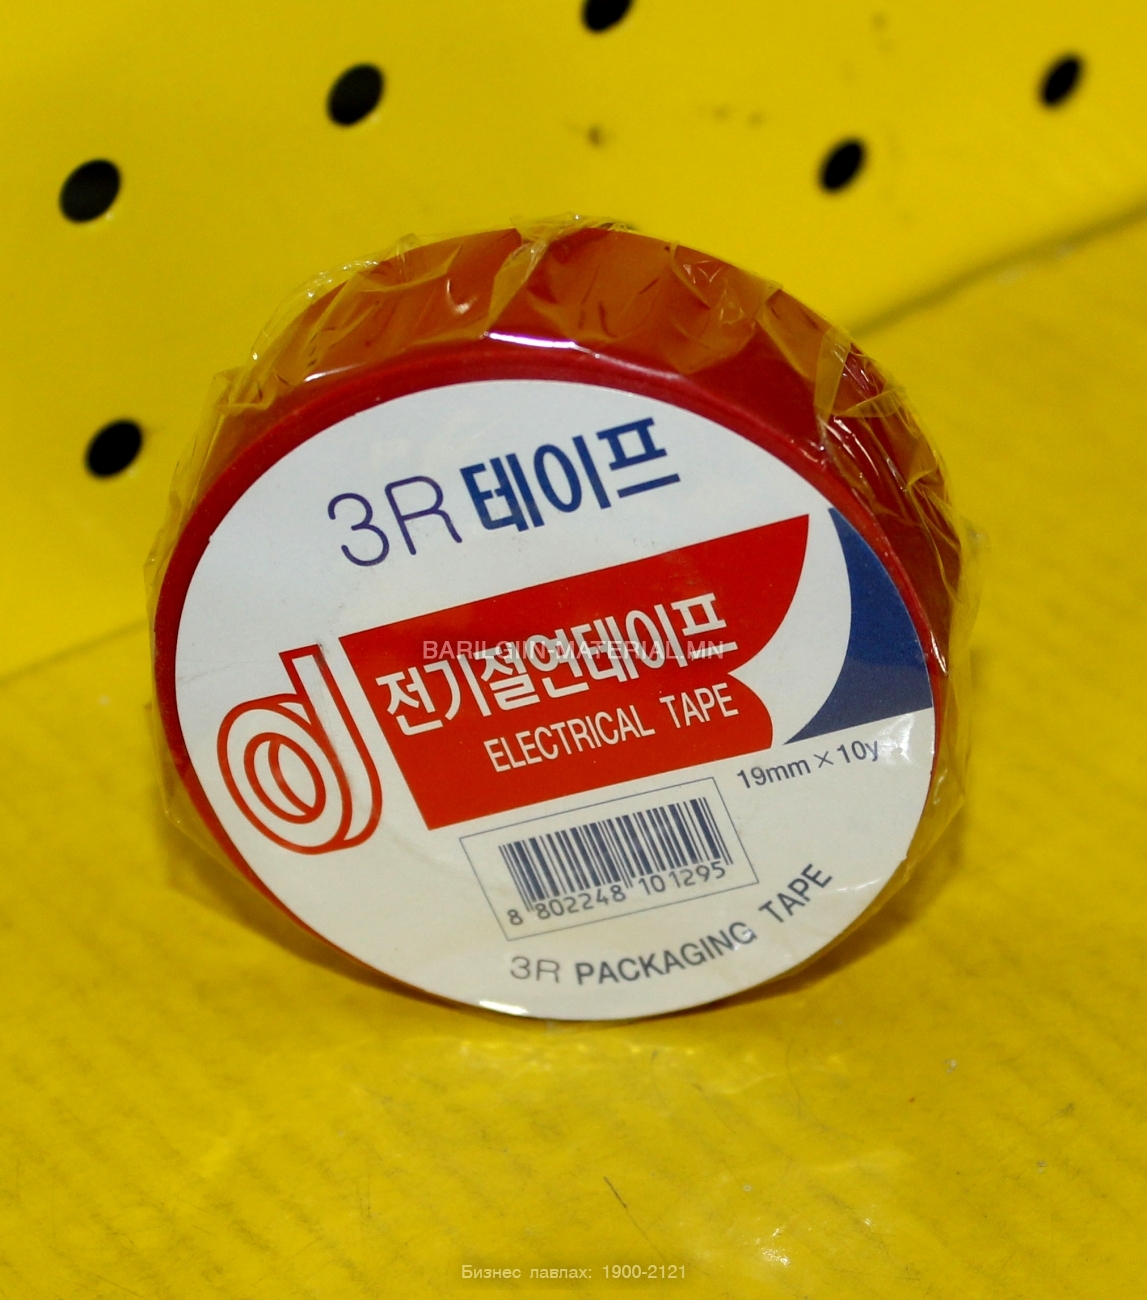 3R 테이프
전기절연테이프
BARILGIIN-MATERIAL.MN
ELECTRICAL TAPE
19mm × 10y
8 802248 101295
3R PACKAGING TAPE
Бизнес лавлах: 1900-2121